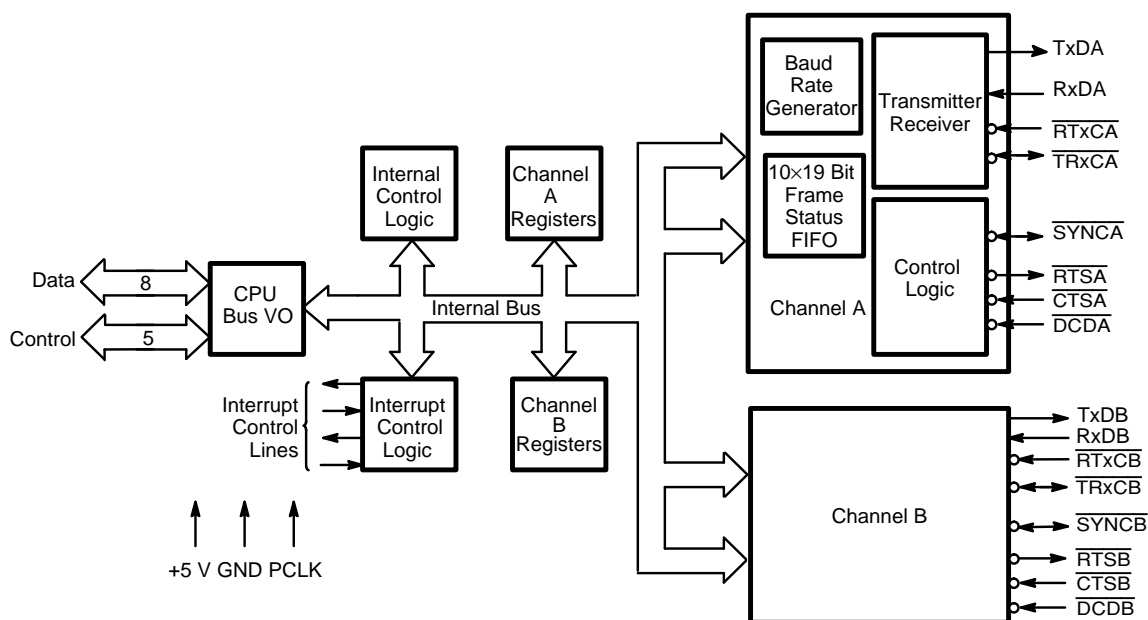 Data
8
Control
5
CPU
Bus VO
Internal
Control
Logic
Channel
A
Registers
Internal Bus
Interrupt
Control
Lines
Interrupt
Control
Logic
Channel
B
Registers
+5 V GND PCLK
Baud
Rate
Generator
Transmitter
Receiver
10×19 Bit
Frame
Status
FIFO
Control
Logic
Channel A
TxDA
RxDA
RTxCA
TRxCA
SYNCA
RTSA
CTSA
DCDA
Channel B
TxDB
RxDB
RTxCB
TRxCB
SYNCB
RTSB
CTSB
DCDB